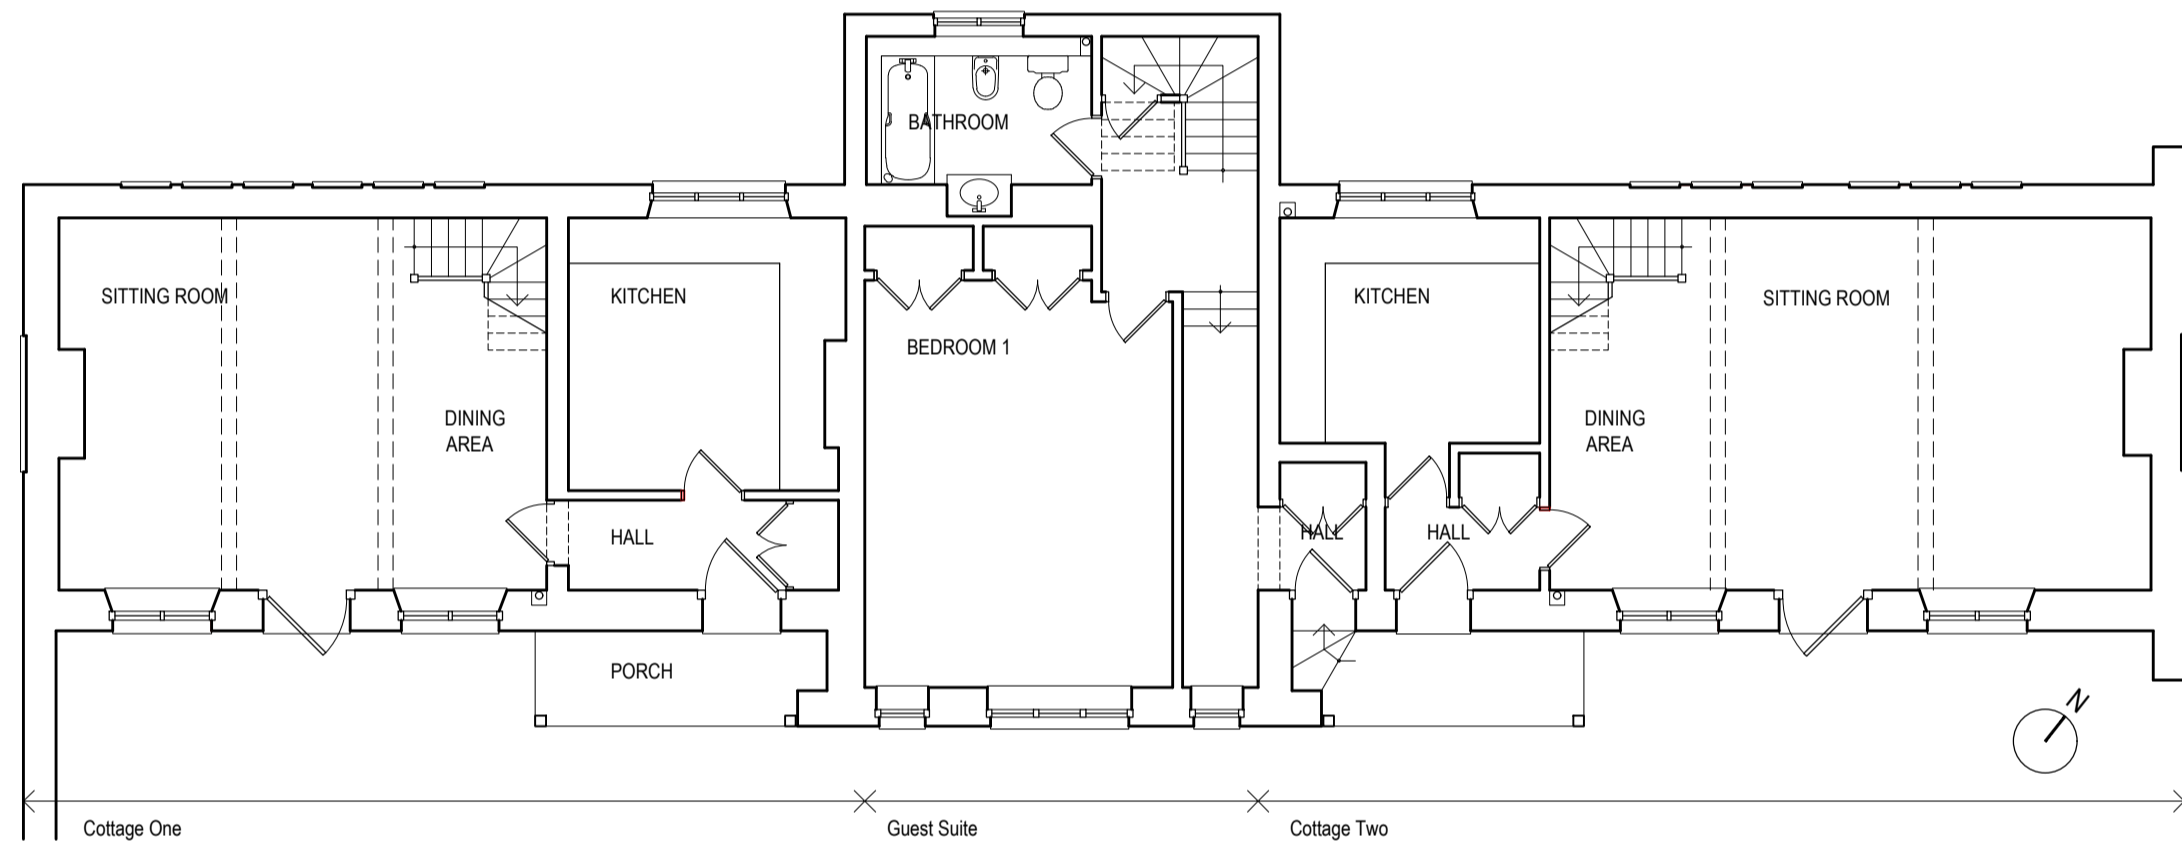 BATHROOM
SITTING ROOM
KITCHEN
BEDROOM 1
KITCHEN
SITTING ROOM
DINING
AREA
DINING
AREA
HALL
HALL
HALL
PORCH
N
Cottage One
Guest Suite
Cottage Two